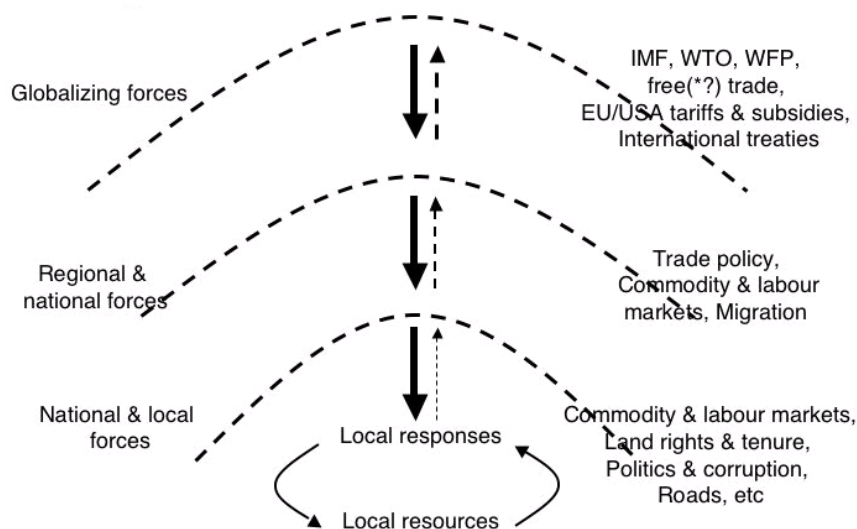 Globalizing forces
IMF, WTO, WFP,
free(*?) trade,
EU/USA tariffs & subsidies,
International treaties
Regional &
national forces
Trade policy,
Commodity & labour
markets, Migration
National & local
forces
Commodity & labour markets,
Land rights & tenure,
Politics & corruption,
Roads, etc
Local responses
Local resources